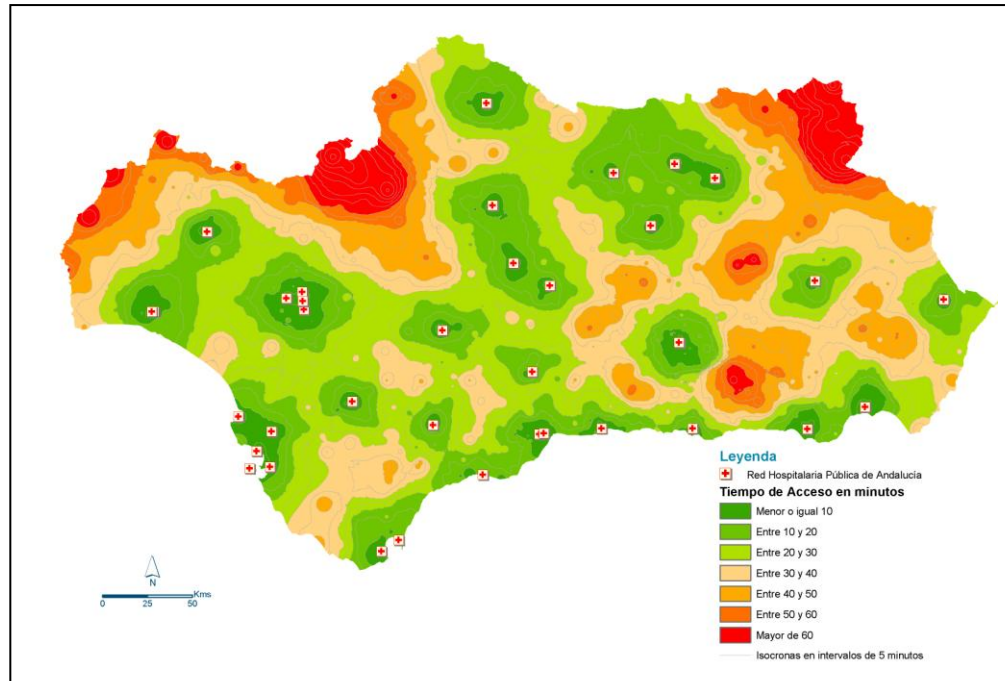 N
Kms
0 25 50
Leyenda
Red Hospitalaria Pública de Andalucía
Tiempo de Acceso en minutos
Menor o igual 10
Entre 10 y 20
Entre 20 y 30
Entre 30 y 40
Entre 40 y 50
Entre 50 y 60
Mayor de 60
Isocronas en intervalos de 5 minutos